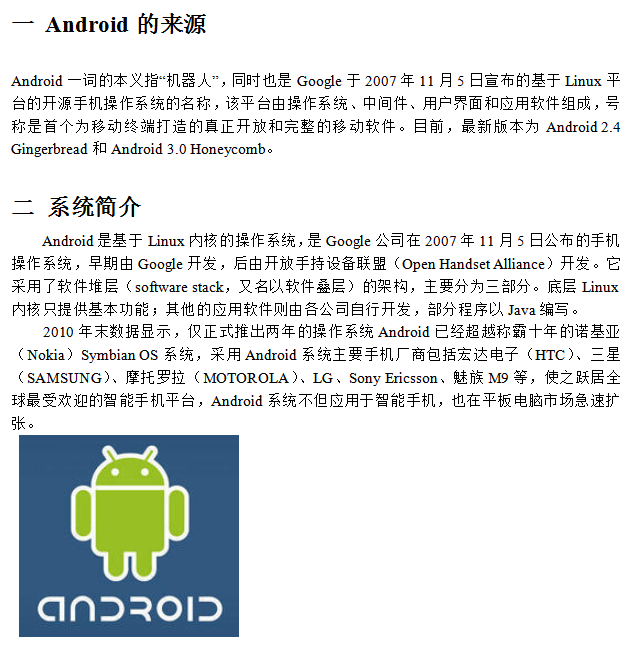 一 Android 的来源
Android 一词的本义指“机器人”，同时也是 Google 于 2007 年 11 月 5 日宣布的基于 Linux 平
台的开源手机操作系统的名称，该平台由操作系统、中间件、用户界面和应用软件组成，号
称是首个为移动终端打造的真正开放和完整的移动软件。目前，最新版本为 Android 2.4
Gingerbread 和 Android 3.0 Honeycomb。
二 系统简介
Android 是基于 Linux 内核的操作系统，是 Google 公司在 2007 年 11 月 5 日公布的手机
操作系统，早期由 Google 开发，后由开放手持设备联盟（Open Handset Alliance）开发。它
采用了软件堆层（software stack，又名以软件叠层）的架构，主要分为三部分。底层 Linux
内核只提供基本功能；其他的应用软件则由各公司自行开发，部分程序以 Java 编写。
2010 年末数据显示，仅正式推出两年的操作系统 Android 已经超越称霸十年的诺基亚
（Nokia）Symbian OS 系统，采用 Android 系统主要手机厂商包括宏达电子（HTC）、三星
（SAMSUNG）、摩托罗拉（MOTOROLA）、LG、Sony Ericsson、魅族 M9 等，使之跃居全
球最受欢迎的智能手机平台，Android 系统不但应用于智能手机，也在平板电脑市场急速扩
张。
ANDROID